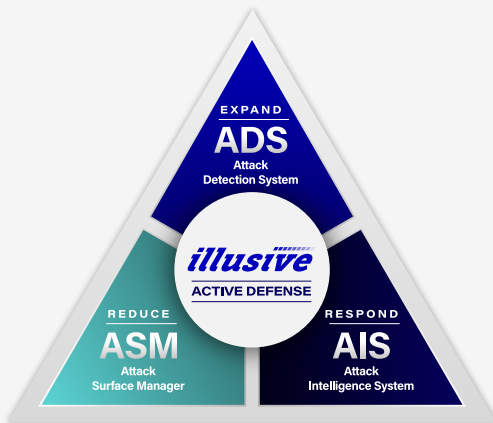 EXPAND
ADS
Attack
Detection System
illusive
ACTIVE DEFENSE
REDUCE
ASM
Attack
Surface Manager
RESPOND
AIS
Attack
Intelligence System